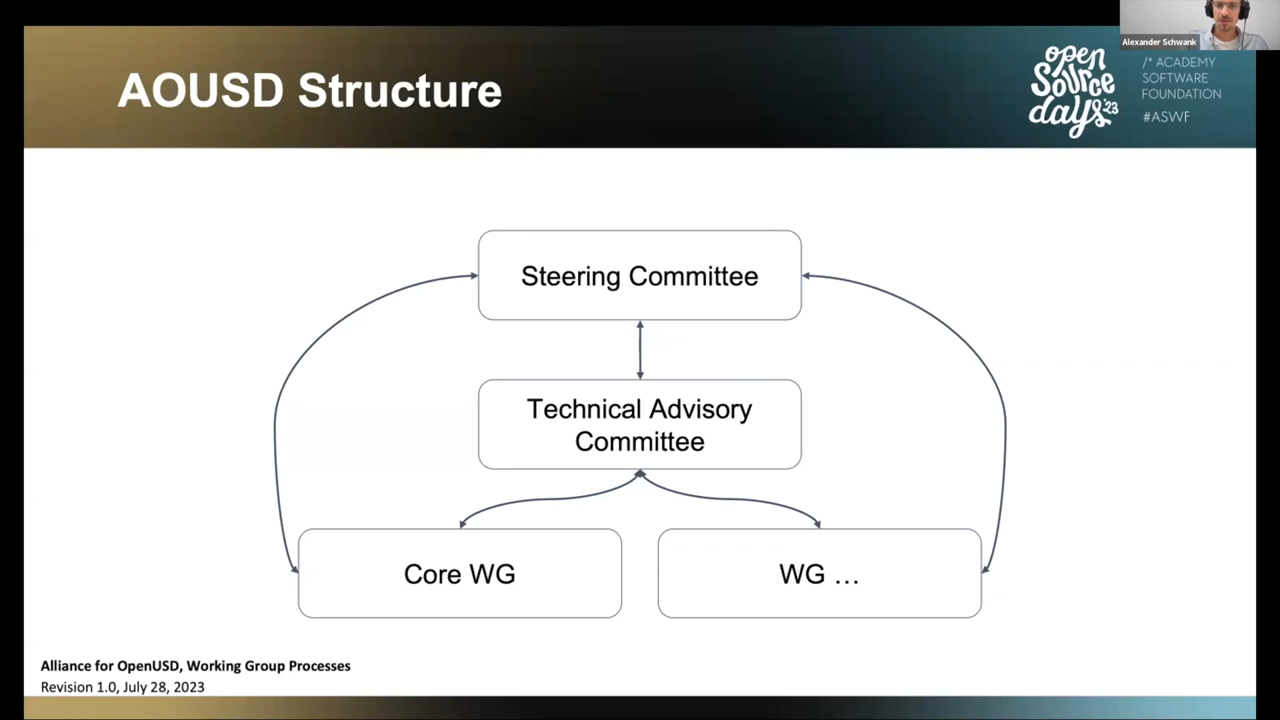 Alexander Schwank
AOUSD Structure
open
source
days '23
/* ACADEMY
SOFTWARE
FOUNDATION
#ASWF
Steering Committee
Technical Advisory
Committee
Core WG
WG …
Alliance for OpenUSD, Working Group Processes
Revision 1.0, July 28, 2023